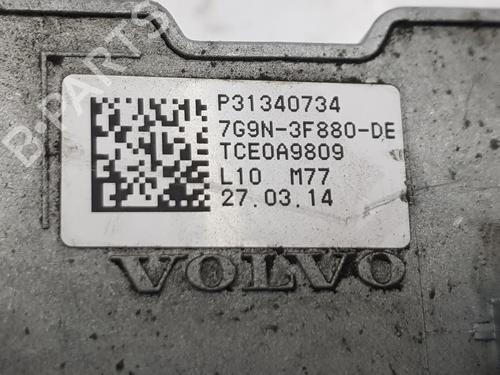 B-PARTS
P31340734
7G9N-3F880-DE
TCE0A9809
L10 M77
27.03.14
VOLVO